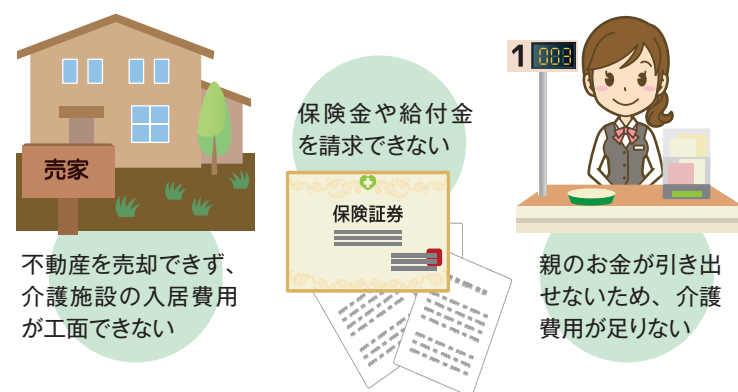 売家
不動産を売却できず、
介護施設の入居費用
が工面できない
保険金や給付金
を請求できない
保険証券
1 003
親のお金が引き出
せないため、介護
費用が足りない